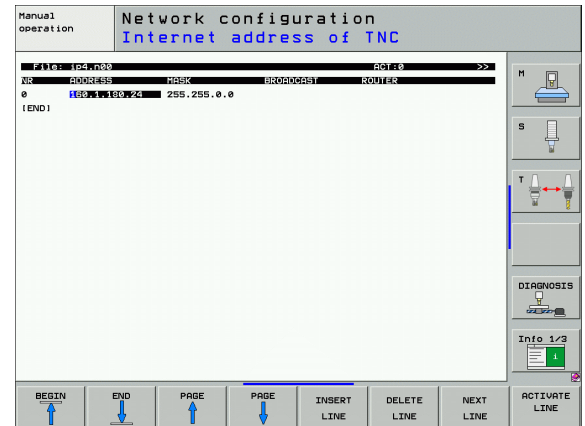 Manual
operation
Network configuration
Internet address of TNC
File: ip4.n00 ACT:0 >>
NR ADDRESS MASK BROADCAST ROUTER
0 160.1.180.24 255.255.0.0
[END]
M
S
T
DIAGNOSIS
Info 1/3
i
BEGIN
END
PAGE
PAGE
INSERT
LINE
DELETE
LINE
NEXT
LINE
ACTIVATE
LINE